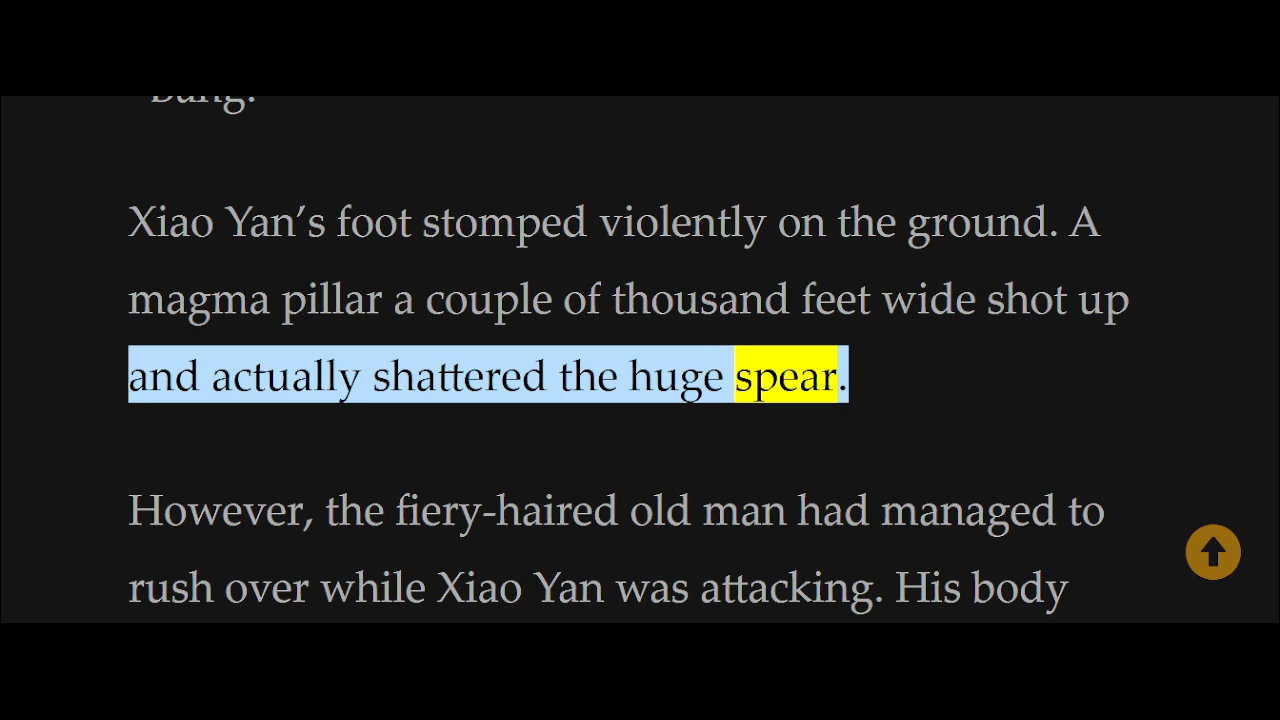 Bang!
Xiao Yan’s foot stomped violently on the ground. A
magma pillar a couple of thousand feet wide shot up
and actually shattered the huge spear.
However, the fiery-haired old man had managed to
rush over while Xiao Yan was attacking. His body